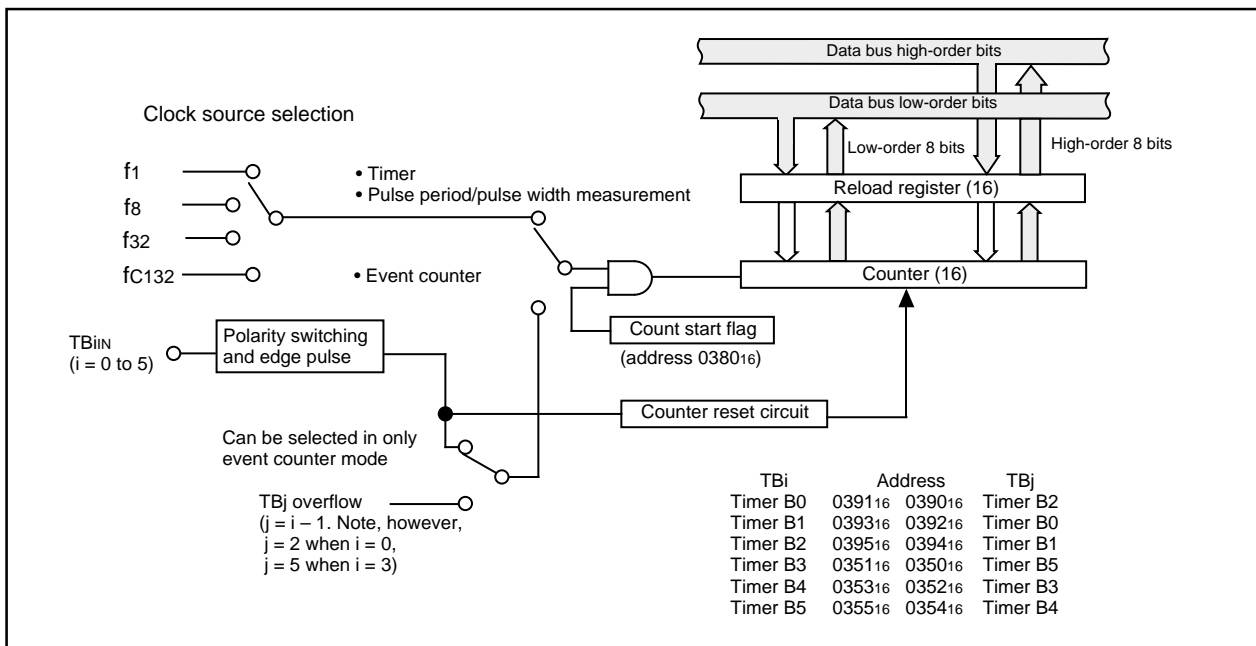 Data bus high-order bits
Data bus low-order bits
Clock source selection
Low-order 8 bits
High-order 8 bits
f1
• Timer
• Pulse period/pulse width measurement
Reload register (16)
f8
f32
fC132
• Event counter
Counter (16)
TBiIN
(i = 0 to 5)
Polarity switching
and edge pulse
Count start flag
(address 038016)
Counter reset circuit
Can be selected in only
event counter mode
TBj overflow
(j = i – 1. Note, however,
j = 2 when i = 0,
j = 5 when i = 3)
TBi Address TBj
Timer B0 039116 039016 Timer B2
Timer B1 039316 039216 Timer B0
Timer B2 039516 039416 Timer B1
Timer B3 035116 035016 Timer B5
Timer B4 035316 035216 Timer B3
Timer B5 035516 035416 Timer B4